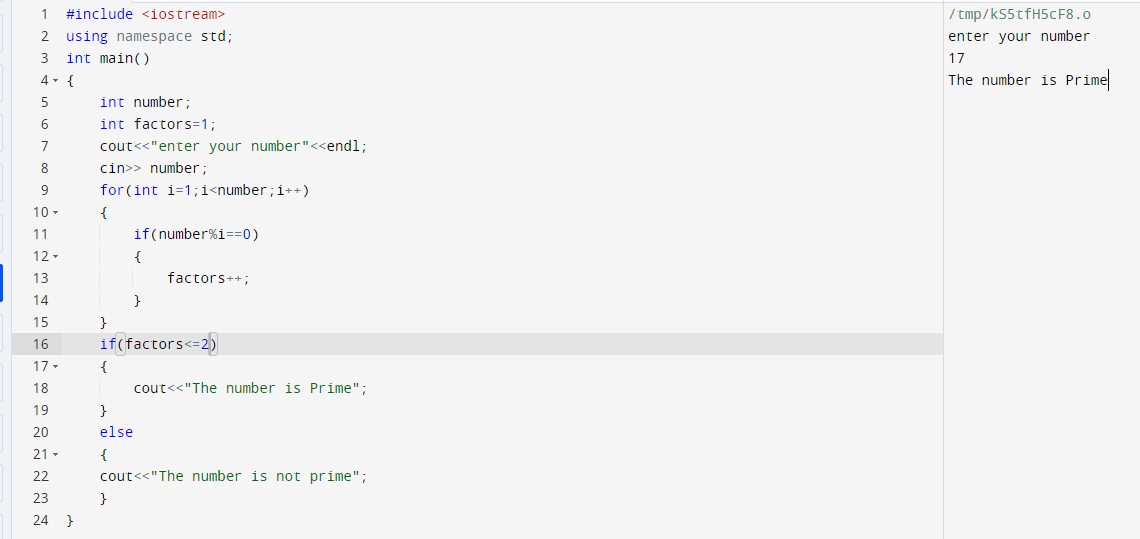 1 #include <iostream>
2 using namespace std;
3 int main()
4 {
5     int number;
6     int factors=1;
7     cout<<"enter your number"<<endl;
8     cin>> number;
9     for(int i=1;i<number;i++)
10     {
11         if(number%i==0)
12         {
13             factors++;
14         }
15     }
16     if(factors<=2)
17     {
18         cout<<"The number is Prime";
19     }
20     else
21     {
22     cout<<"The number is not prime";
23     }
24 }
/tmp/kS5tfH5cF8.o
enter your number
17
The number is Prime